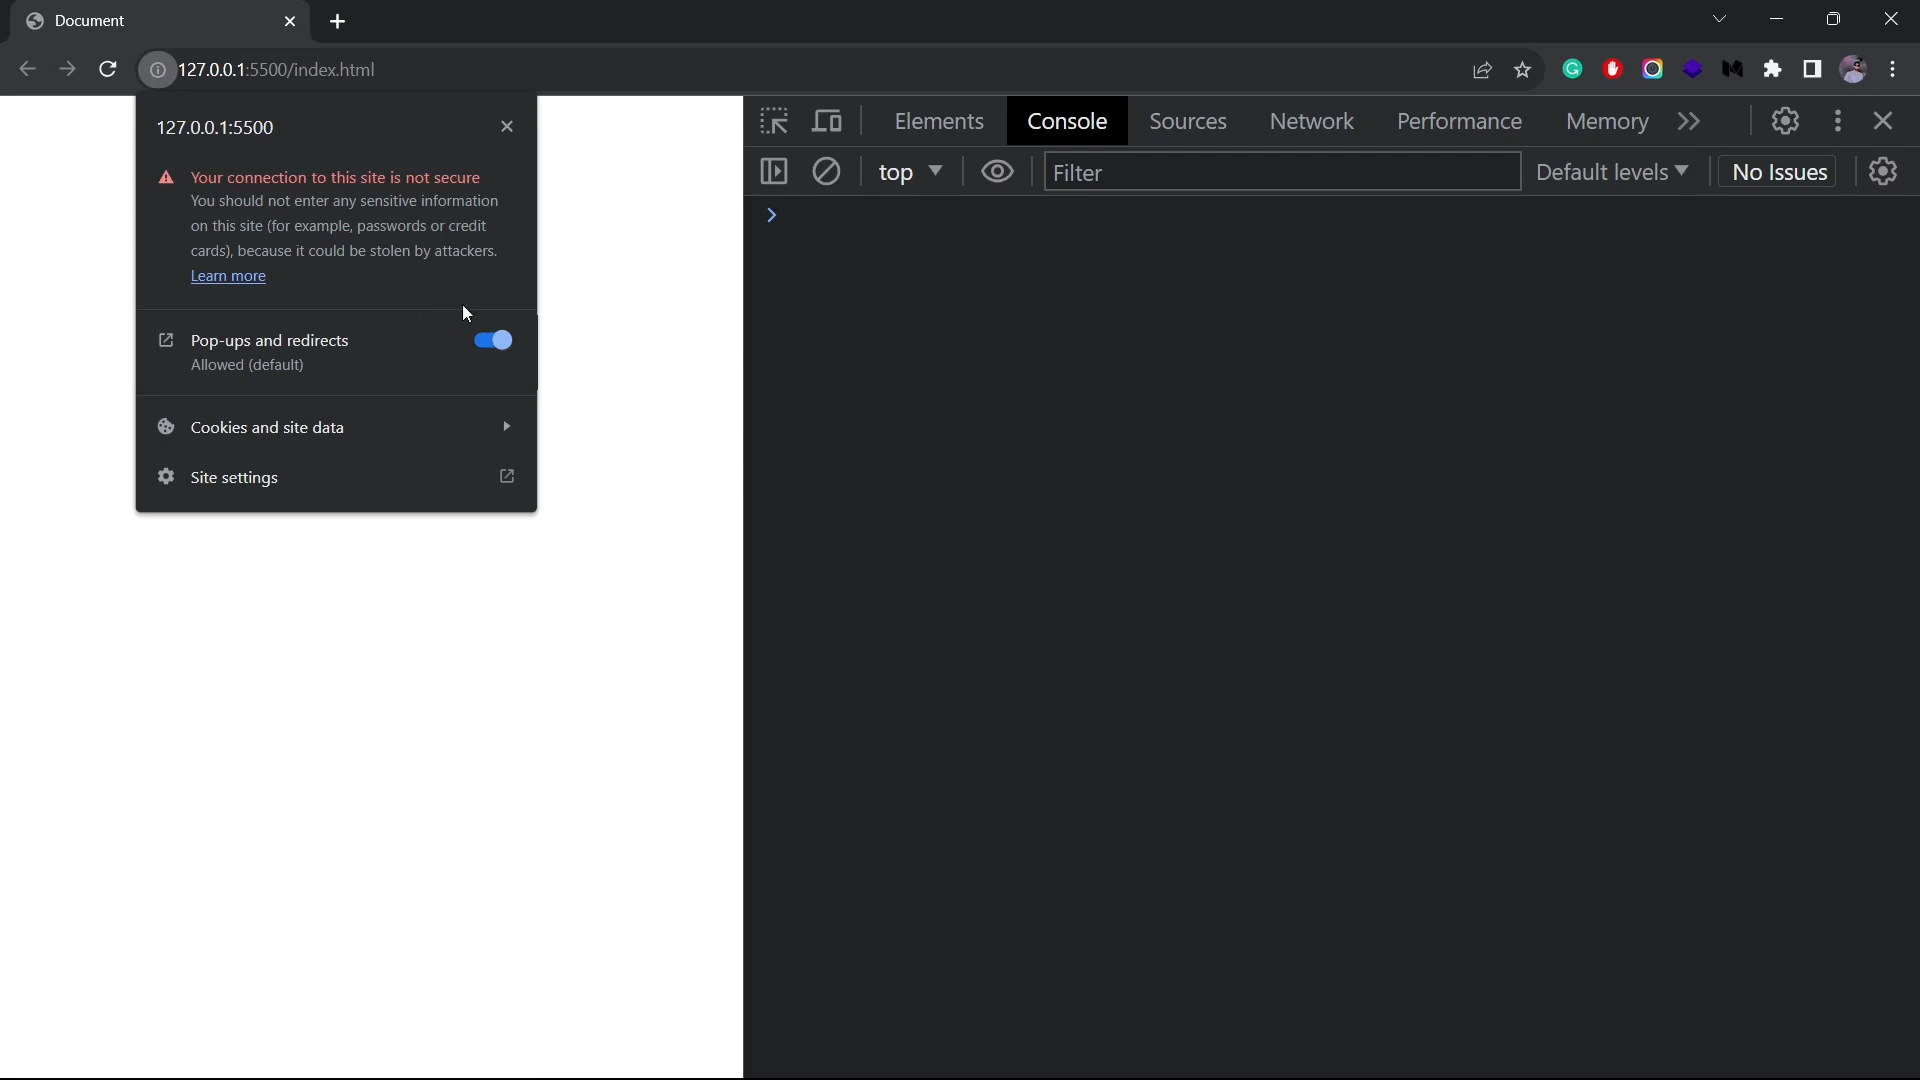 Document
127.0.0.1:5500/index.html
127.0.0.1:5500
Your connection to this site is not secure
You should not enter any sensitive information
on this site (for example, passwords or credit
cards), because it could be stolen by attackers.
Learn more
Pop-ups and redirects
Allowed (default)
Cookies and site data
Site settings
Elements Console Sources Network Performance Memory
top Filter Default levels No Issues